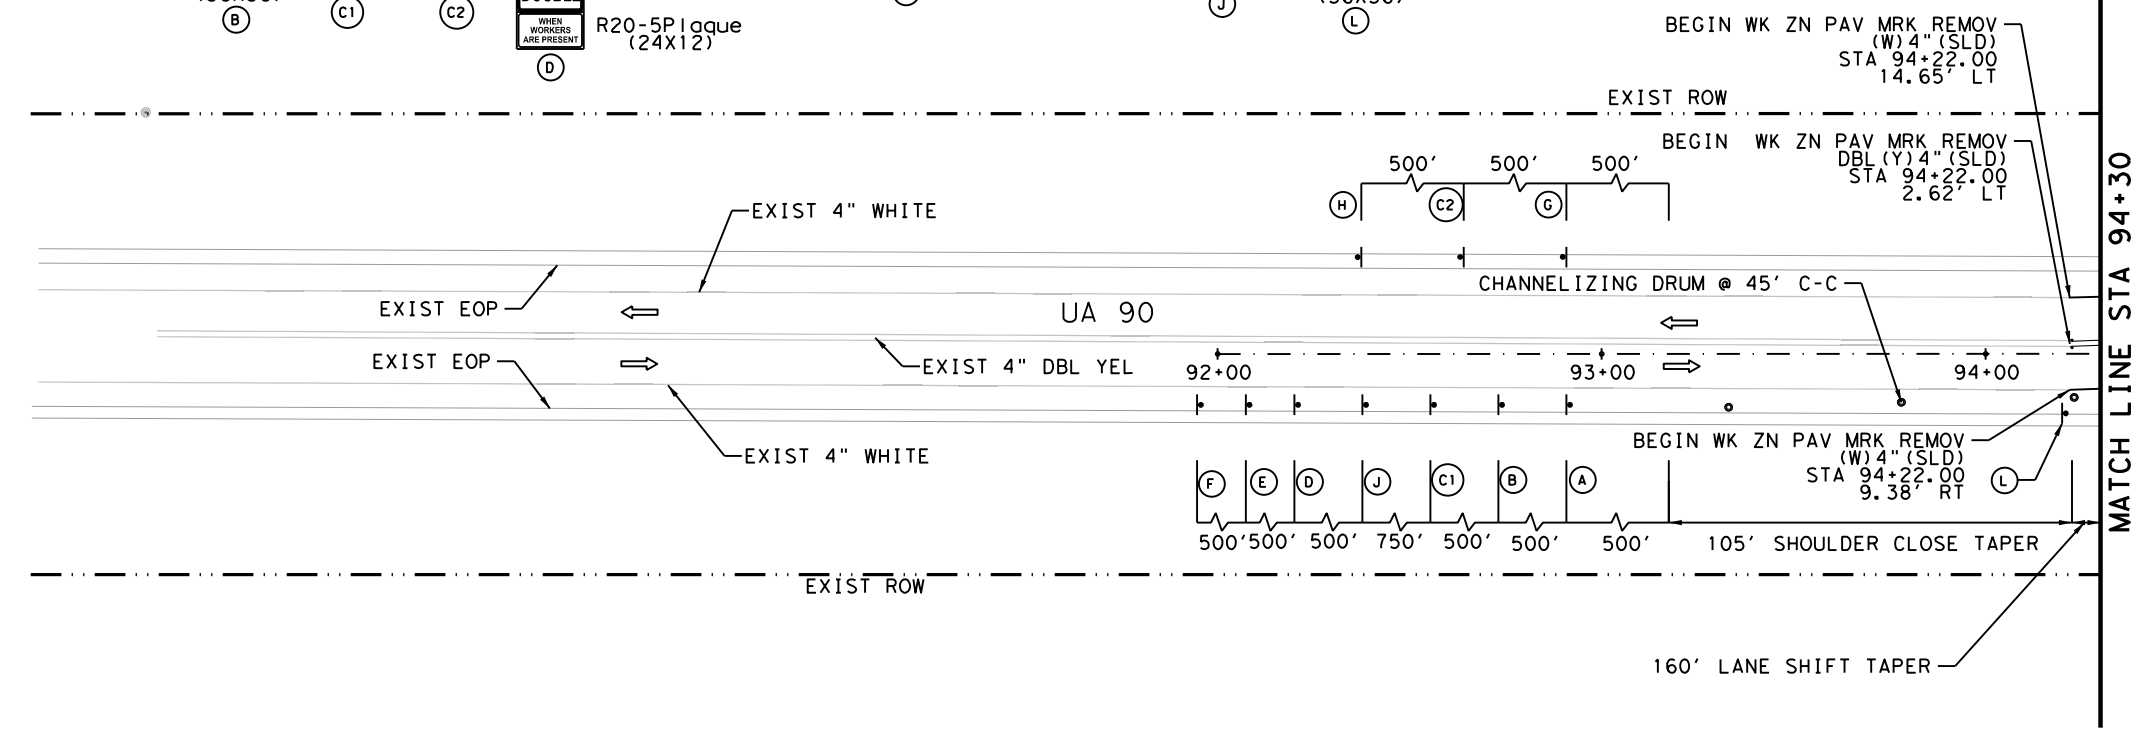 B
C1
C2
WHEN
WORKERS
ARE PRESENT
R20-5Plaque
(24X12)
D
J
L
BEGIN WK ZN PAV MRK REMOV
(W)4"(SLD)
STA 94+22.00
14.65' LT
EXIST ROW
BEGIN WK ZN PAV MRK REMOV
DBL(Y)4"(SLD)
STA 94+22.00
2.62' LT
500' 500' 500'
H C2 G
EXIST 4" WHITE
CHANNELIZING DRUM @ 45' C-C
EXIST EOP
UA 90
EXIST EOP
EXIST 4" DBL YEL
92+00 93+00 94+00
EXIST 4" WHITE
BEGIN WK ZN PAV MRK REMOV
(W)4"(SLD)
STA 94+22.00
9.38' RT
L
F E D J C1 B A
500' 500' 500' 750' 500' 500' 500' 105' SHOULDER CLOSE TAPER
EXIST ROW
160' LANE SHIFT TAPER
MATCH LINE STA 94+30